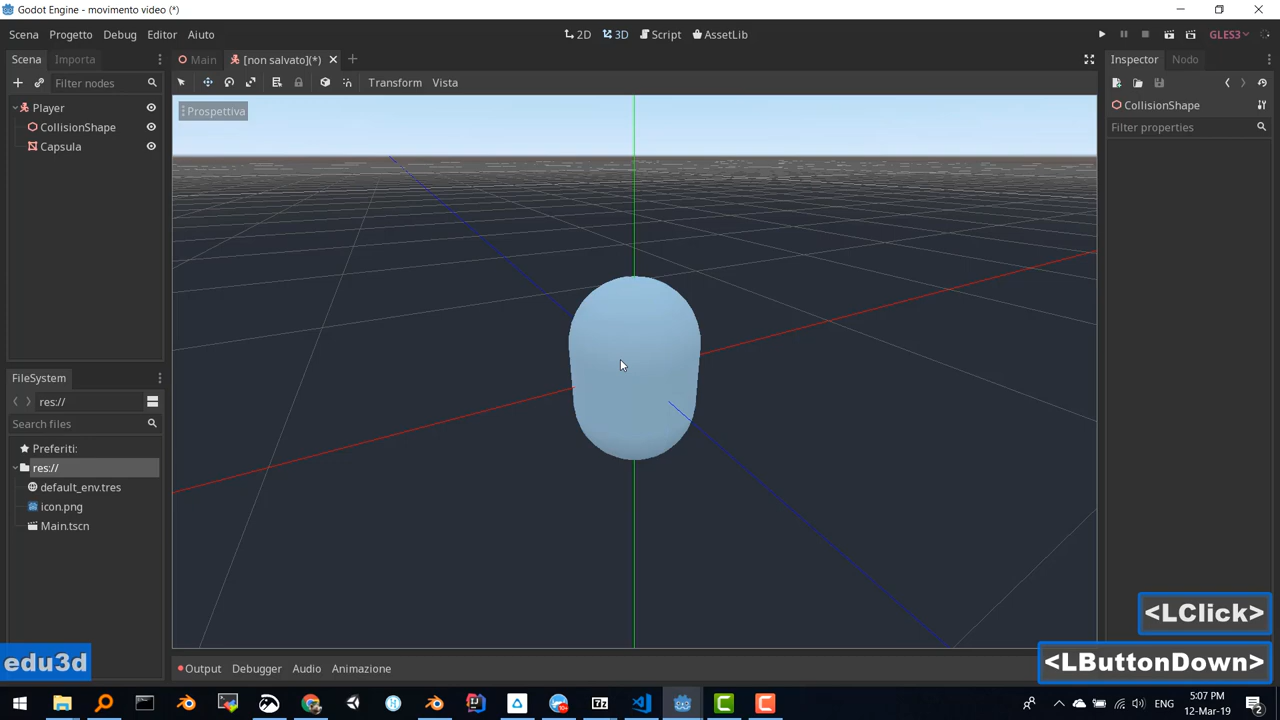 Godot Engine - movimento video (*)
Scena Progetto Debug Editor Aiuto
2D 3D Script AssetLib
GLES3
Scena Importa
Main [non salvato](*)
Inspector Nodo
Filter nodes
Transform Vista
Player
CollisionShape
Capsula
Prospettiva
CollisionShape
Filter properties
FileSystem
res://
Search files
Preferiti:
res://
default_env.tres
icon.png
Main.tscn
<LClick>
<LButtonDown>
edu3d
Output Debugger Audio Animazione
ENG
5:07 PM
12-Mar-19
2